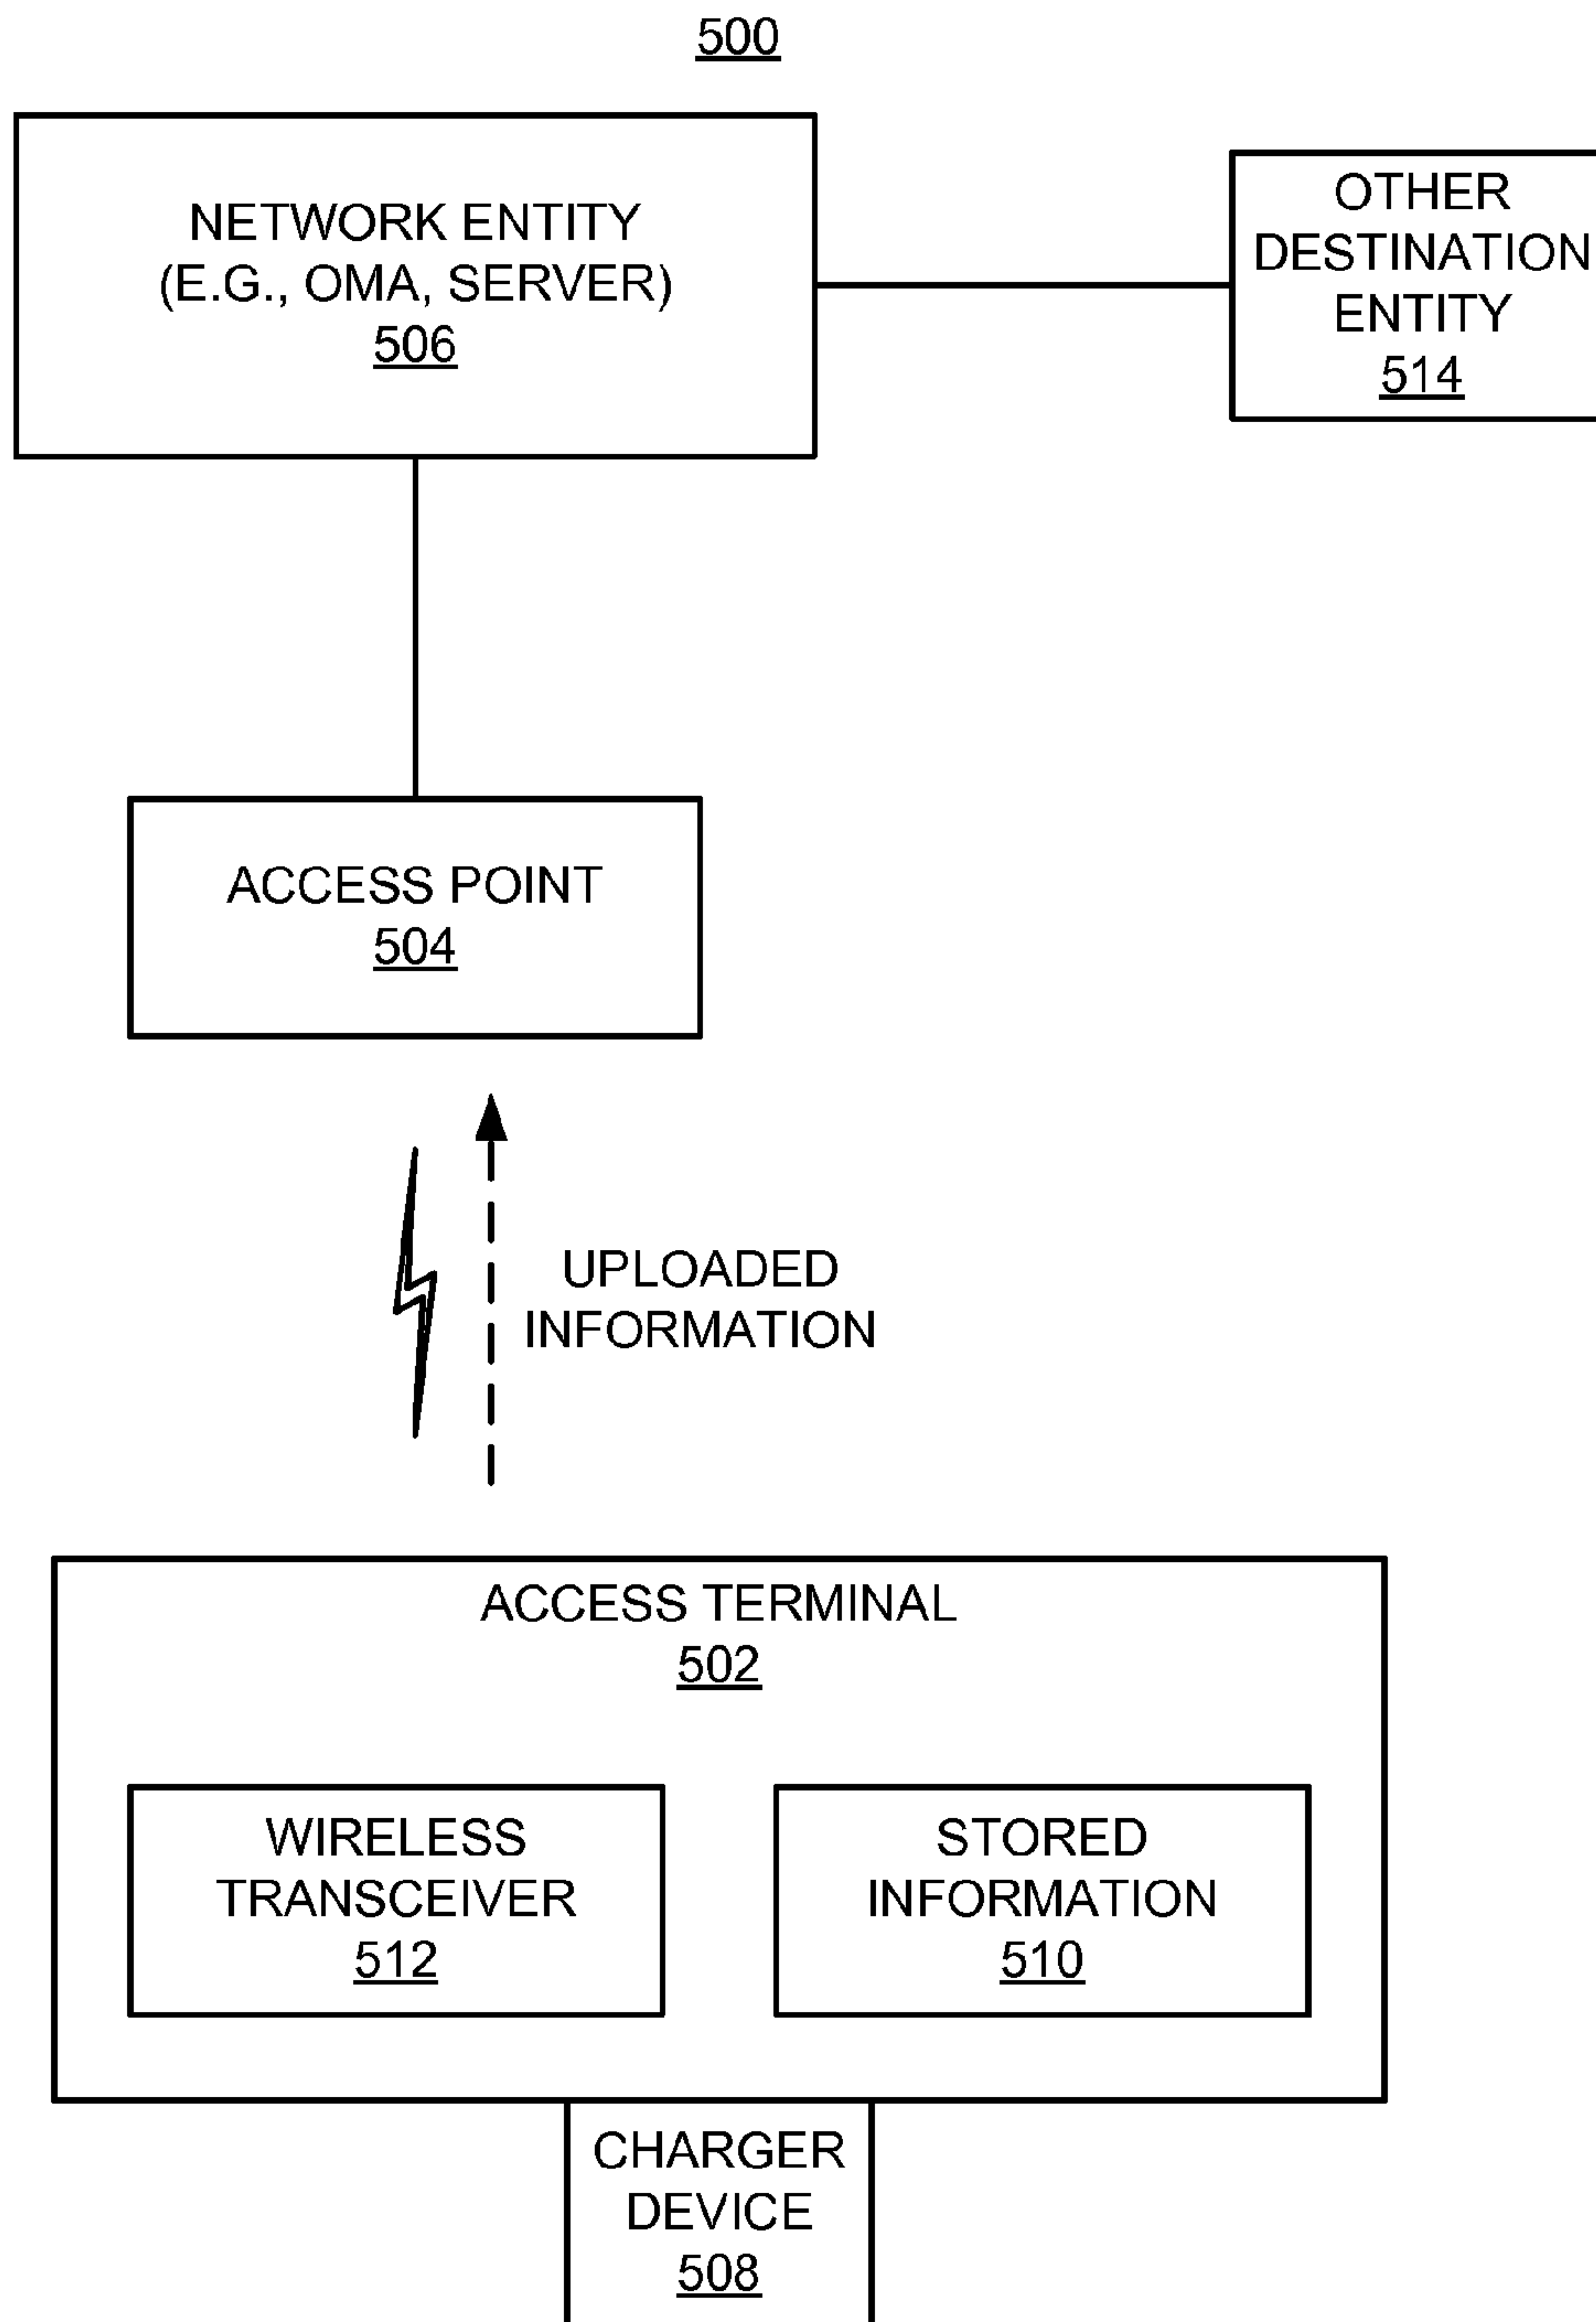 500
NETWORK ENTITY
(E.G., OMA, SERVER)
506
OTHER
DESTINATION
ENTITY
514
ACCESS POINT
504
UPLOADED
INFORMATION
ACCESS TERMINAL
502
WIRELESS
TRANSCEIVER
512
STORED
INFORMATION
510
CHARGER
DEVICE
508